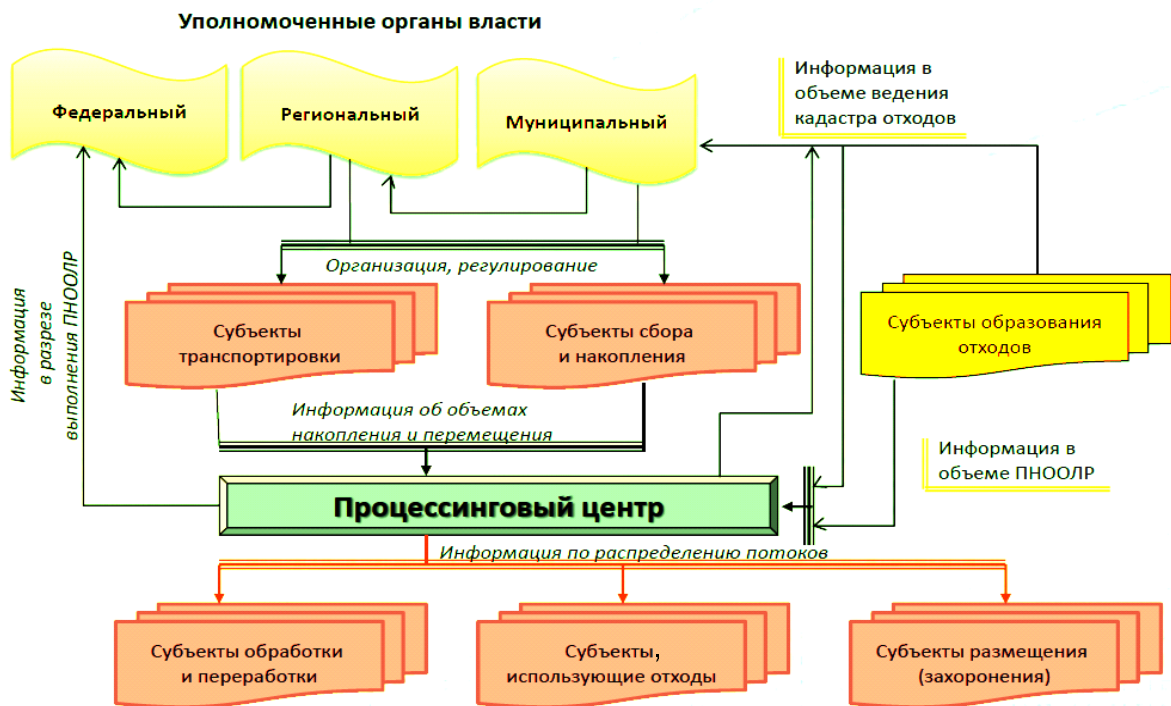 Уполномоченные органы власти
Федеральный
Региональный
Муниципальный
Информация в
объеме ведения
кадастра отходов
Организация, регулирование
Информация
в разрезе
выполнения ПНООЛР
Субъекты
транспортировки
Субъекты сбора
и накопления
Субъекты образования
отходов
Информация об объемах
накопления и перемещения
Информация в
объеме ПНООЛР
Процессинговый центр
Информация по распределению потоков
Субъекты обработки
и переработки
Субъекты,
использующие отходы
Субъекты размещения
(захоронения)